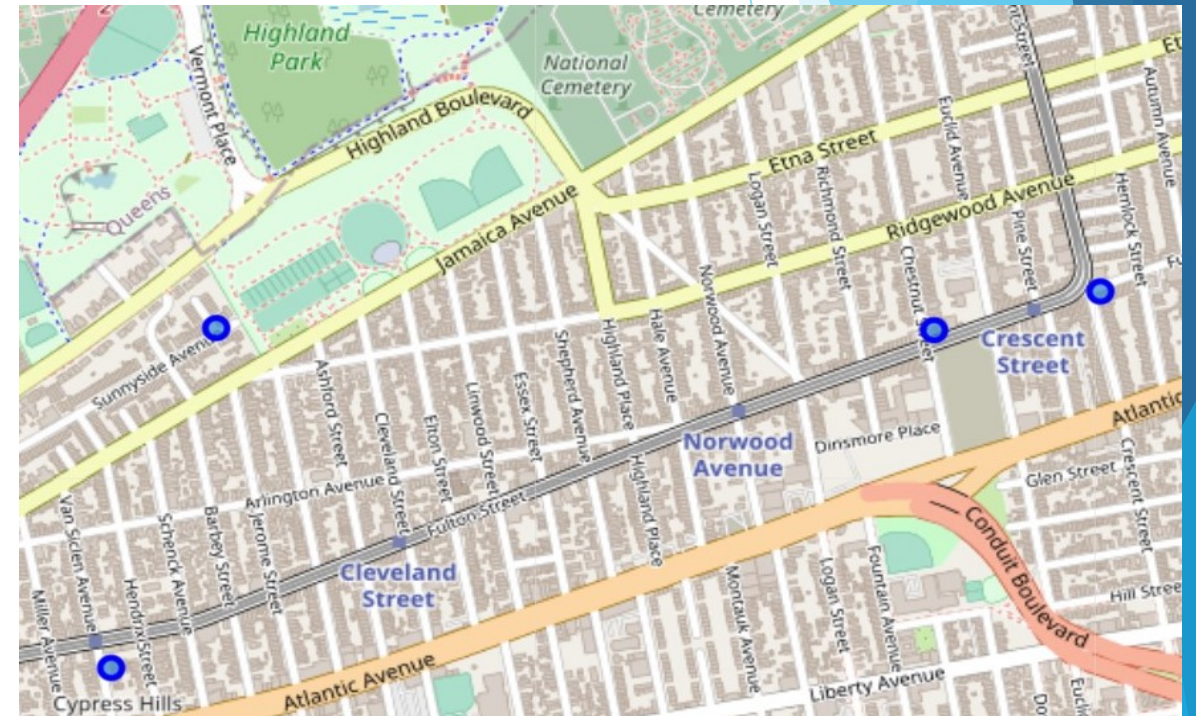 2
Highland
Park
Cemetery
National
Cemetery
Vermont Place
Highland Boulevard
Queens
Jamaica Avenue
Etna Street
Euclid Avenue
Autumn Avenue
Logan Street
Richmond Street
Ridgewood Avenue
Hemlock Street
Pine Street
Chestnut Street
Norwood Avenue
Sunnyside Avenue
Crescent
Street
Highland Place
Hale Avenue
Shepherd Avenue
Essex Street
Linwood Street
Elton Street
Cleveland Street
Ashford Street
Norwood
Avenue
Dinsmore Place
Atlantic
Arlington Avenue
Highland Place
Glen Street
Crescent Street
Fulton Street
Van Siclen Avenue
Schenck Avenue
Barbey Street
Jerome Street
Cleveland
Street
Conduit Boulevard
Logan Street
Fountain Avenue
Montauk Avenue
Hill Stree
Miller Avenue
Hendrix Street
Atlantic Avenue
Liberty Avenue
Cypress Hills
Do
Eucl